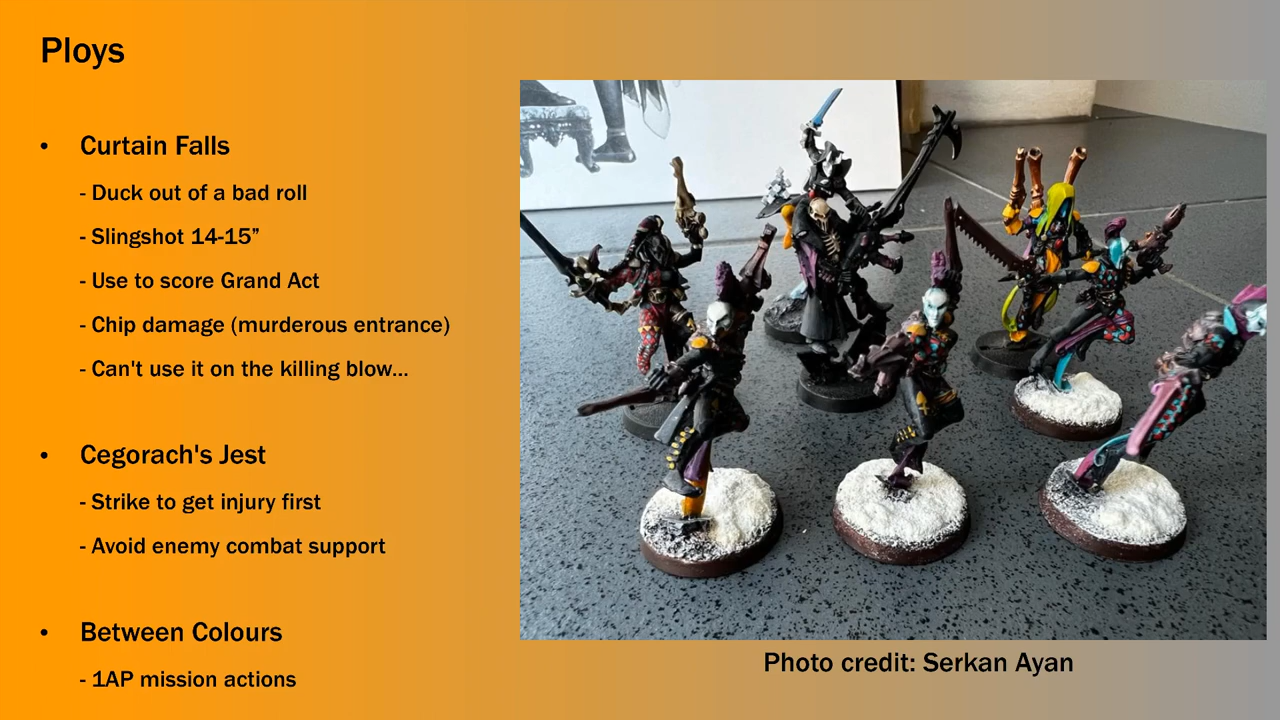 Ploys
• Curtain Falls
- Duck out of a bad roll
- Slingshot 14-15”
- Use to score Grand Act
- Chip damage (murderous entrance)
- Can't use it on the killing blow...
• Cegorach's Jest
- Strike to get injury first
- Avoid enemy combat support
• Between Colours
- 1AP mission actions
Photo credit: Serkan Ayan